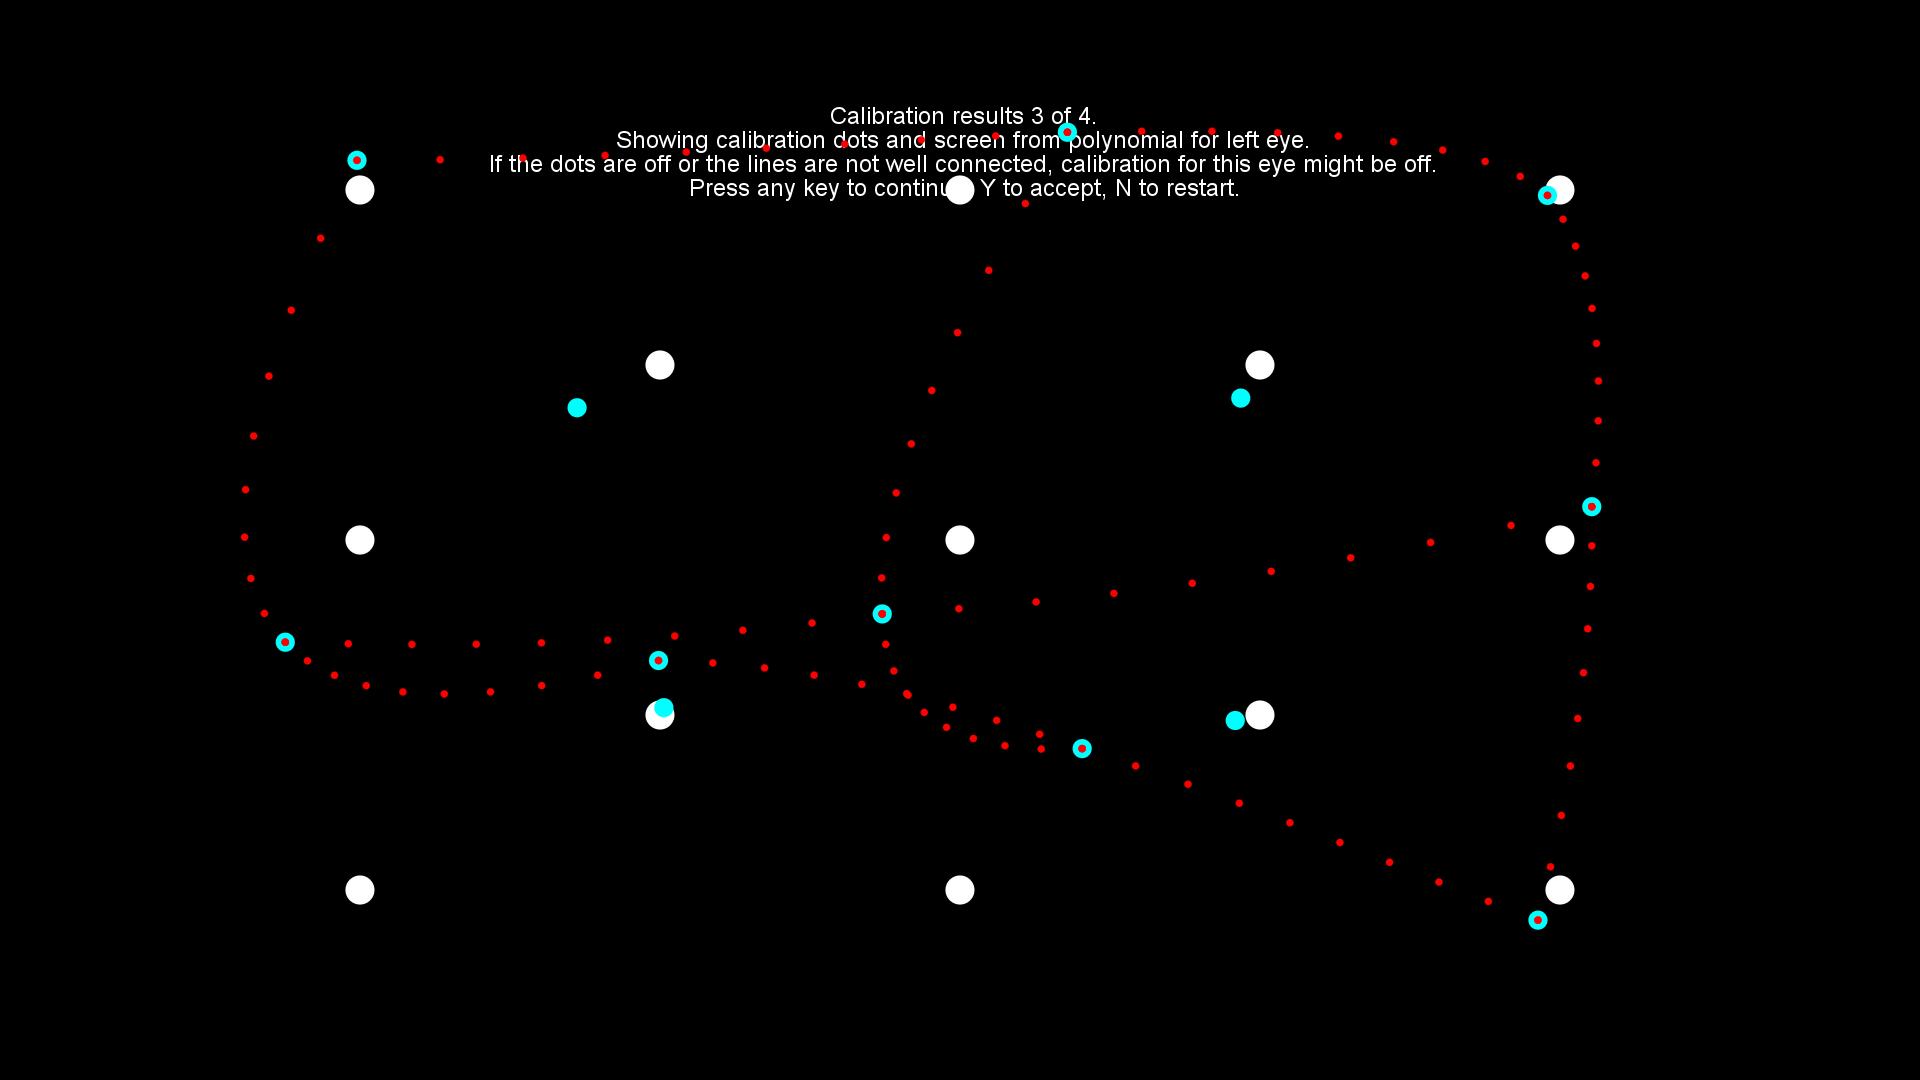 Calibration results 3 of 4.
Showing calibration dots and screen from polynomial for left eye.
If the dots are off or the lines are not well connected, calibration for this eye might be off.
Press any key to continu Y to accept, N to restart.